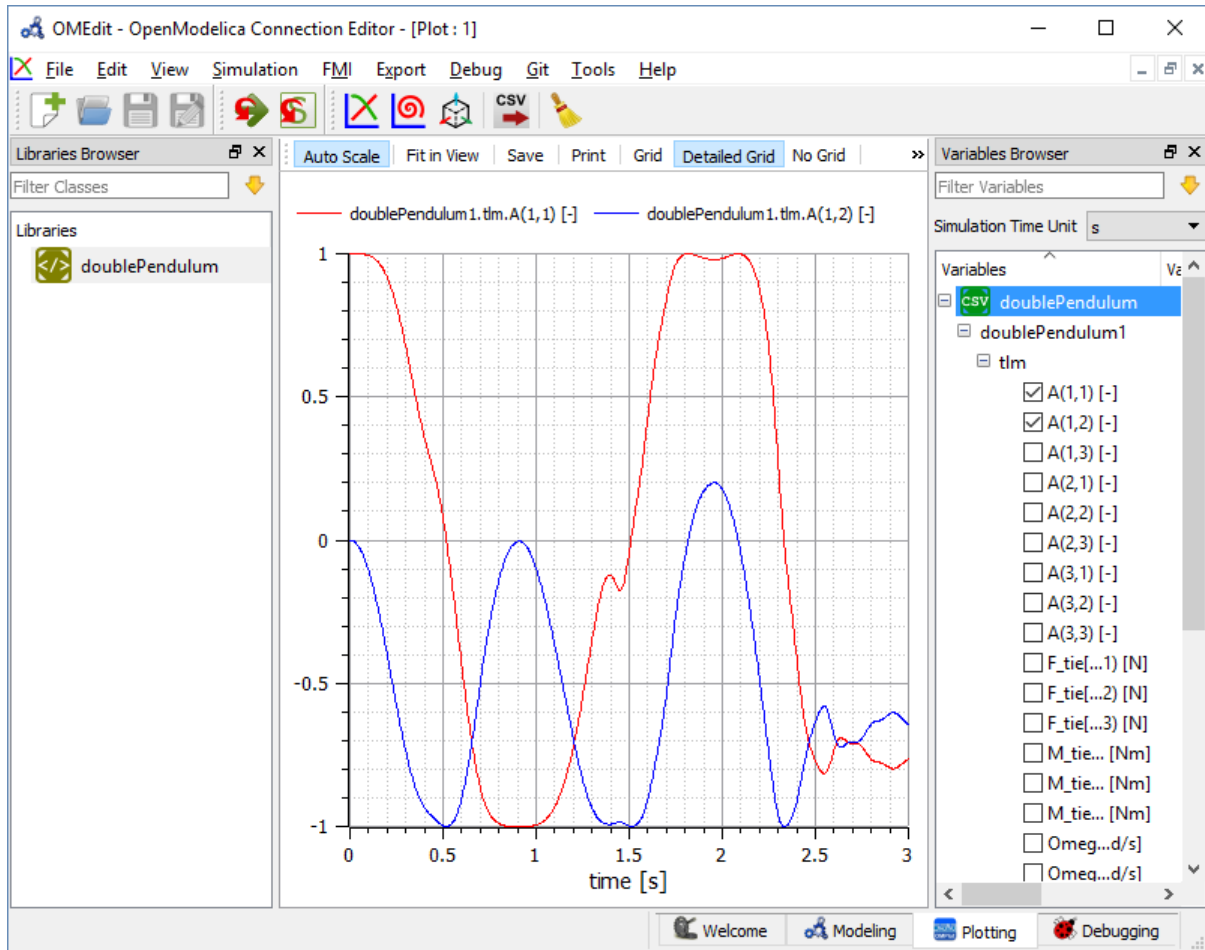 OMEdit - OpenModelica Connection Editor - [Plot : 1]
File Edit View Simulation FMI Export Debug Git Tools Help
CSV
Libraries Browser
Filter Classes
Libraries
doublePendulum
Auto Scale Fit in View Save Print Grid Detailed Grid No Grid »
doublePendulum1.tlm.A(1,1) [-] doublePendulum1.tlm.A(1,2) [-]
1
0.5
0
-0.5
-1
0 0.5 1 1.5 2 2.5 3
time [s]
Variables Browser
Filter Variables
Simulation Time Unit s
Variables Va
CSV doublePendulum
doublePendulum1
tlm
A(1,1) [-]
A(1,2) [-]
A(1,3) [-]
A(2,1) [-]
A(2,2) [-]
A(2,3) [-]
A(3,1) [-]
A(3,2) [-]
A(3,3) [-]
F_tie[...1) [N]
F_tie[...2) [N]
F_tie[...3) [N]
M_tie... [Nm]
M_tie... [Nm]
M_tie... [Nm]
Omeg...d/s]
Omeg...d/s]
Welcome Modeling Plotting Debugging